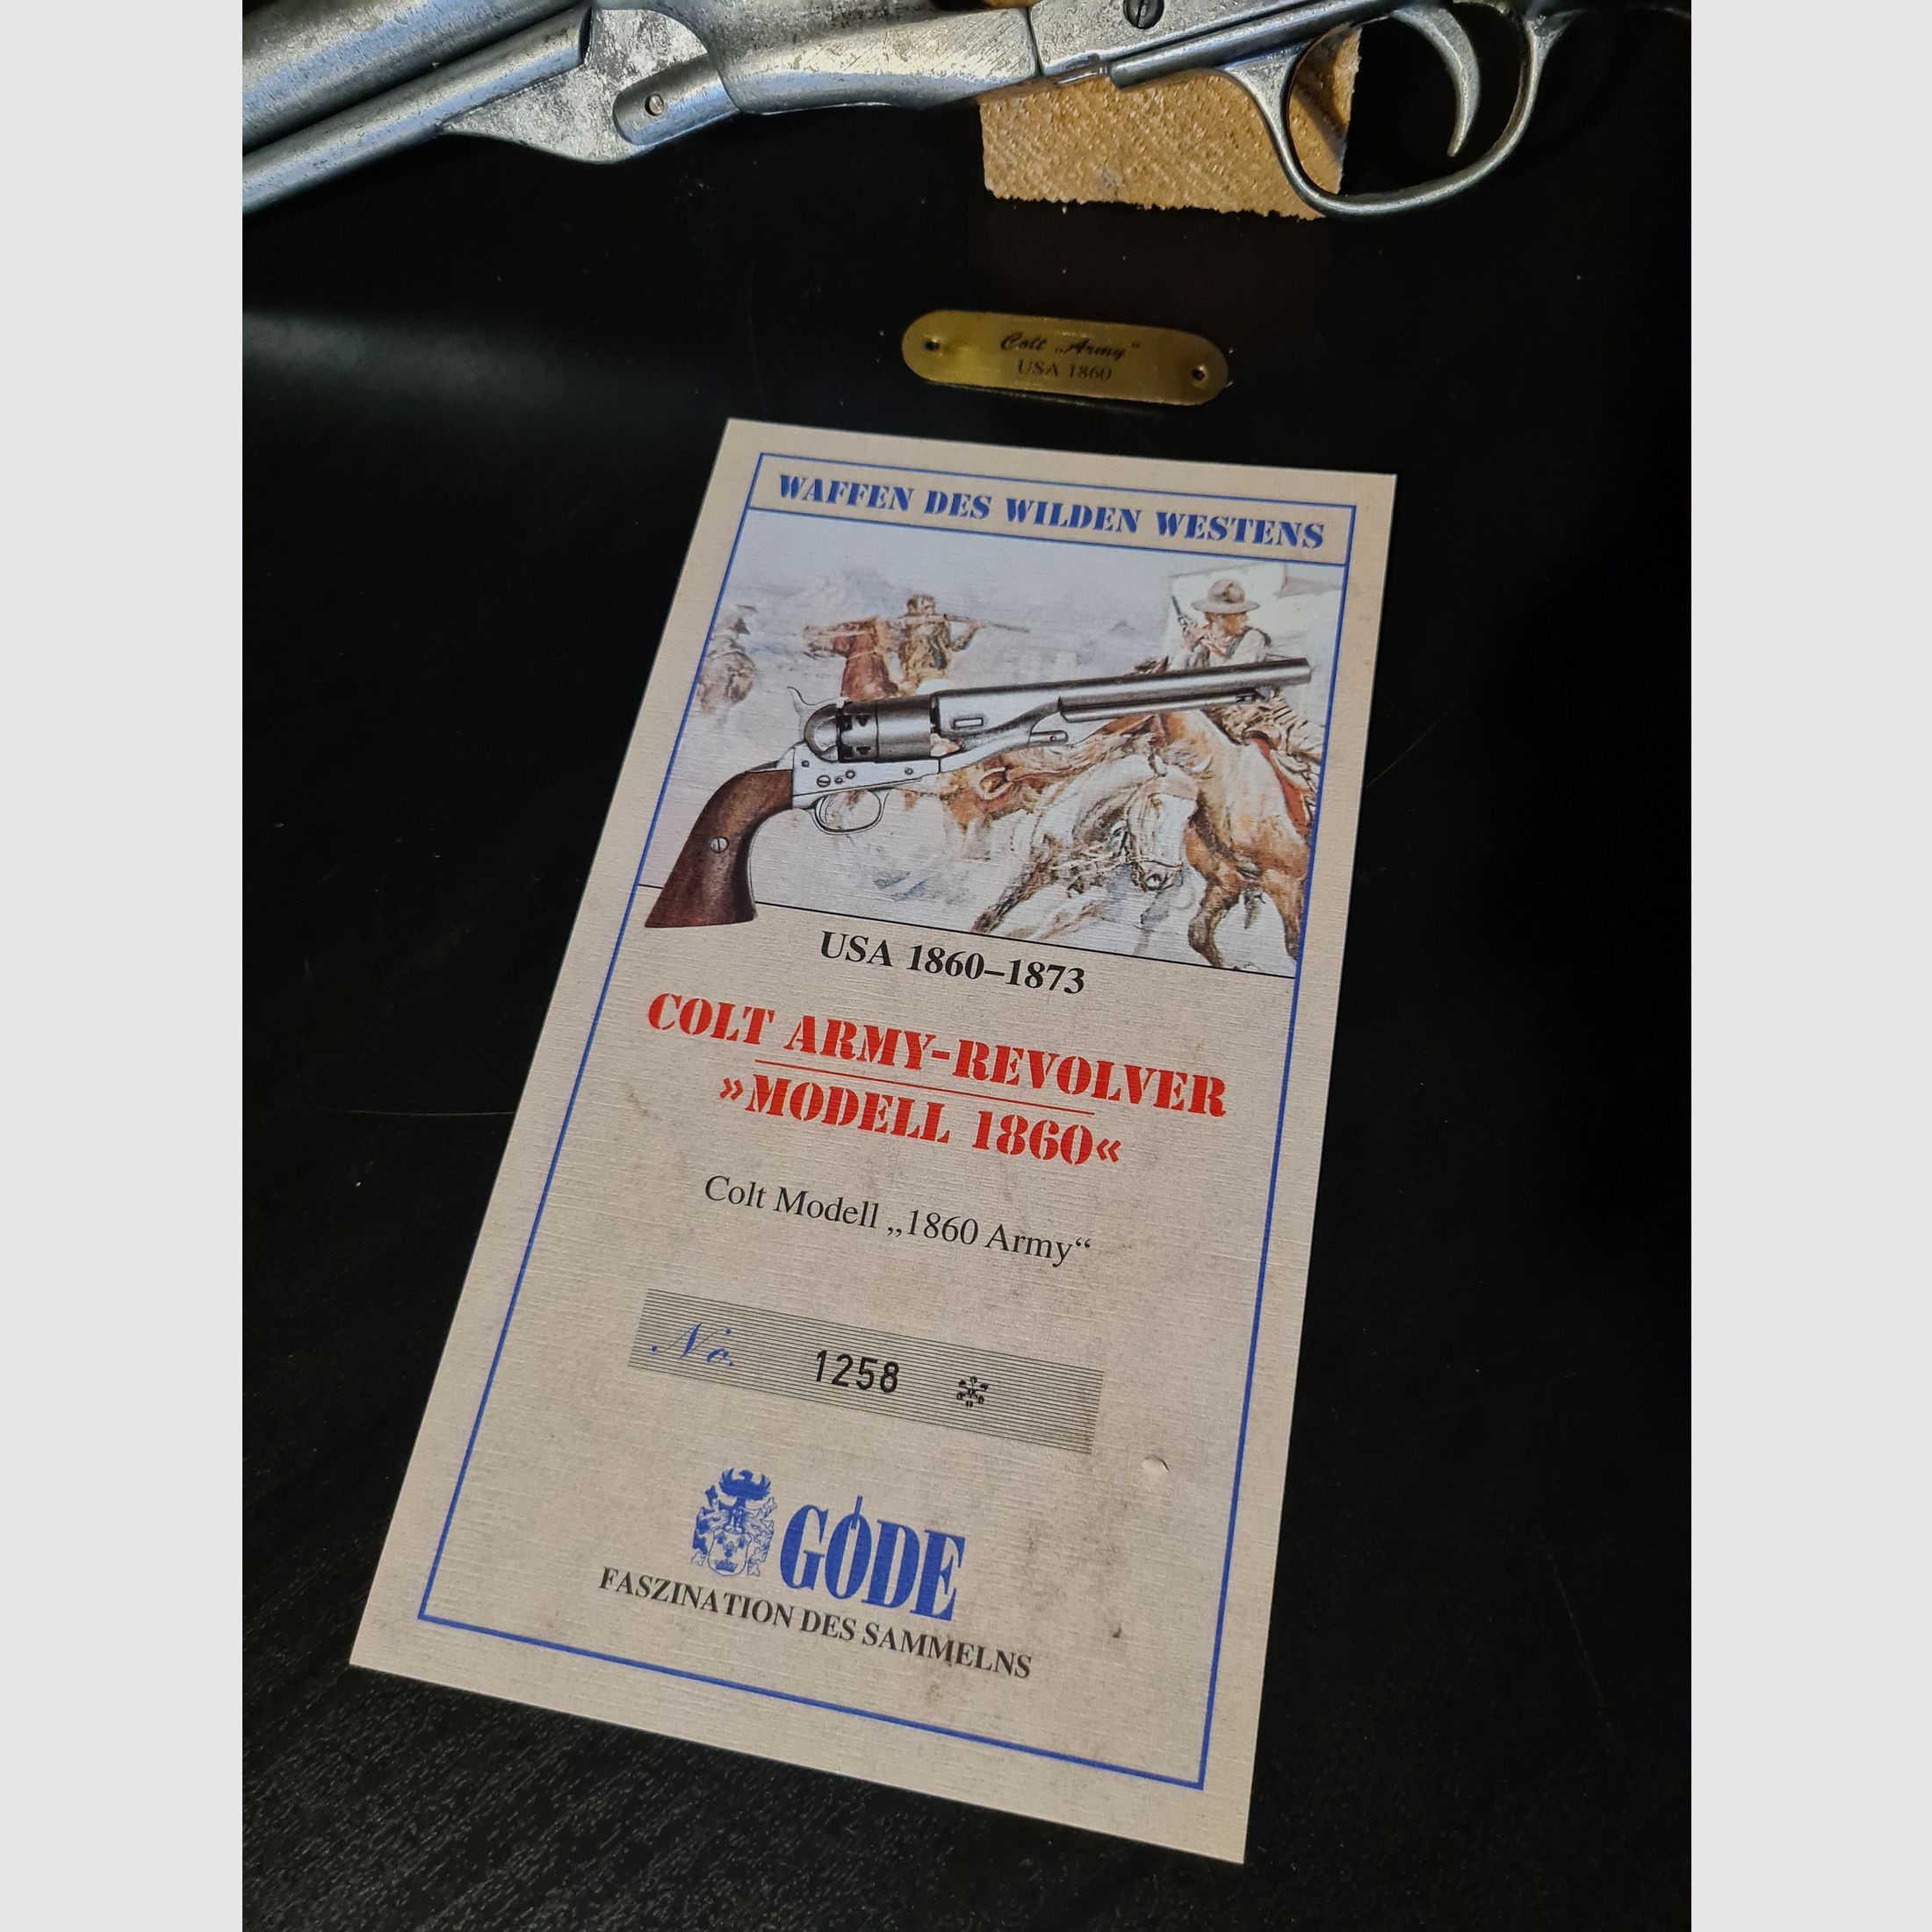 Colt „Army“
USA 1860
WAFFEN DES WILDEN WESTENS
USA 1860–1873
COLT ARMY-REVOLVER
»MODELL 1860«
Colt Modell „1860 Army“
No. 1258
GÖDE
FASZINATION DES SAMMELNS